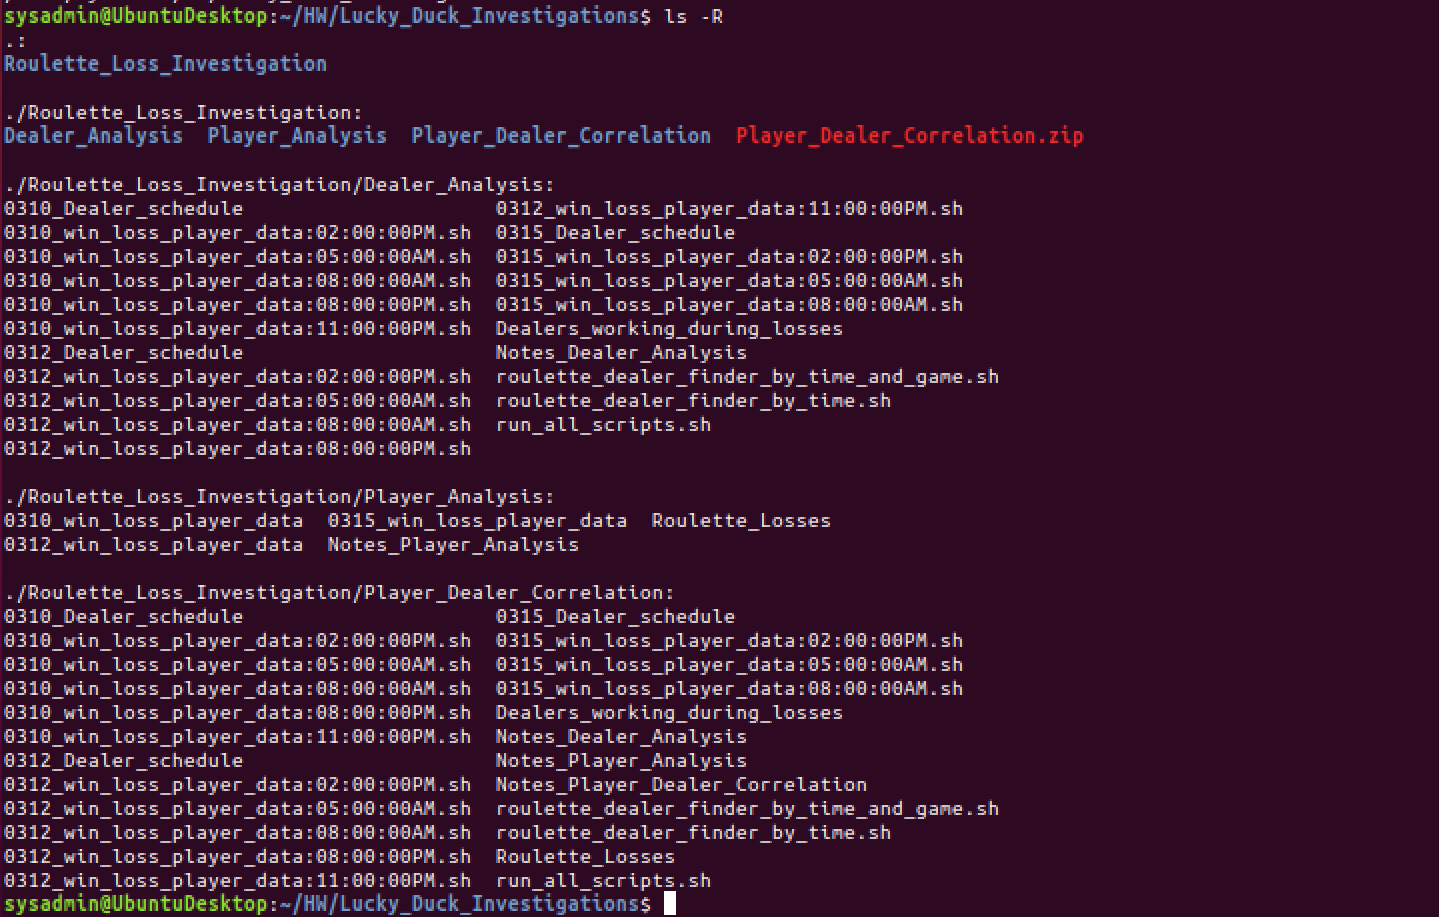 sysadmin@UbuntuDesktop:~/HW/Lucky_Duck_Investigations$ ls -R
.:
Roulette_Loss_Investigation

./Roulette_Loss_Investigation:
Dealer_Analysis  Player_Analysis  Player_Dealer_Correlation  Player_Dealer_Correlation.zip

./Roulette_Loss_Investigation/Dealer_Analysis:
0310_Dealer_schedule                     0312_win_loss_player_data:11:00:00PM.sh
0310_win_loss_player_data:02:00:00PM.sh  0315_Dealer_schedule
0310_win_loss_player_data:05:00:00AM.sh  0315_win_loss_player_data:02:00:00PM.sh
0310_win_loss_player_data:08:00:00AM.sh  0315_win_loss_player_data:05:00:00AM.sh
0310_win_loss_player_data:08:00:00PM.sh  0315_win_loss_player_data:08:00:00AM.sh
0310_win_loss_player_data:11:00:00PM.sh  Dealers_working_during_losses
0312_Dealer_schedule                     Notes_Dealer_Analysis
0312_win_loss_player_data:02:00:00PM.sh  roulette_dealer_finder_by_time_and_game.sh
0312_win_loss_player_data:05:00:00AM.sh  roulette_dealer_finder_by_time.sh
0312_win_loss_player_data:08:00:00AM.sh  run_all_scripts.sh
0312_win_loss_player_data:08:00:00PM.sh

./Roulette_Loss_Investigation/Player_Analysis:
0310_win_loss_player_data  0315_win_loss_player_data  Roulette_Losses
0312_win_loss_player_data  Notes_Player_Analysis

./Roulette_Loss_Investigation/Player_Dealer_Correlation:
0310_Dealer_schedule                     0315_Dealer_schedule
0310_win_loss_player_data:02:00:00PM.sh  0315_win_loss_player_data:02:00:00PM.sh
0310_win_loss_player_data:05:00:00AM.sh  0315_win_loss_player_data:05:00:00AM.sh
0310_win_loss_player_data:08:00:00AM.sh  0315_win_loss_player_data:08:00:00AM.sh
0310_win_loss_player_data:08:00:00PM.sh  Dealers_working_during_losses
0310_win_loss_player_data:11:00:00PM.sh  Notes_Dealer_Analysis
0312_Dealer_schedule                     Notes_Player_Analysis
0312_win_loss_player_data:02:00:00PM.sh  Notes_Player_Dealer_Correlation
0312_win_loss_player_data:05:00:00AM.sh  roulette_dealer_finder_by_time_and_game.sh
0312_win_loss_player_data:08:00:00AM.sh  roulette_dealer_finder_by_time.sh
0312_win_loss_player_data:08:00:00PM.sh  Roulette_Losses
0312_win_loss_player_data:11:00:00PM.sh  run_all_scripts.sh
sysadmin@UbuntuDesktop:~/HW/Lucky_Duck_Investigations$